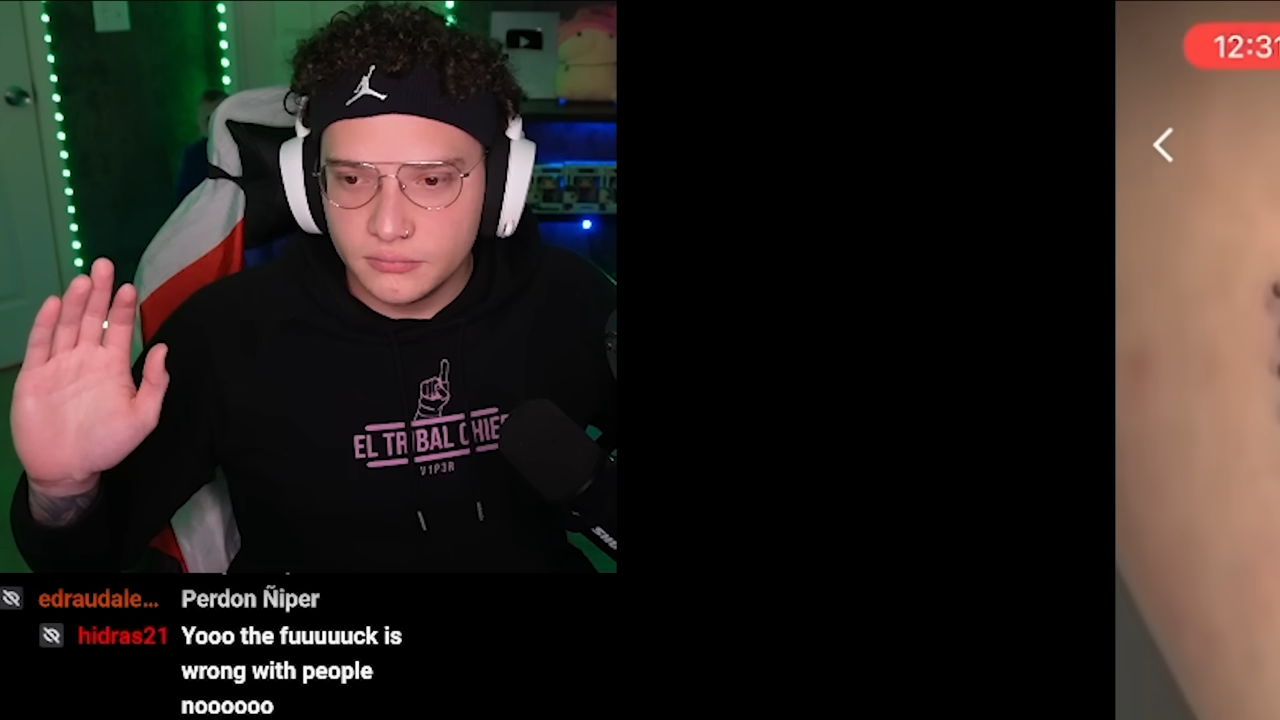 12:31
EL TRIBAL CHIEF
V1P3R
edraudale... Perdon Ñiper
hidras21 Yooo the fuuuuuck is
wrong with people
noooooo